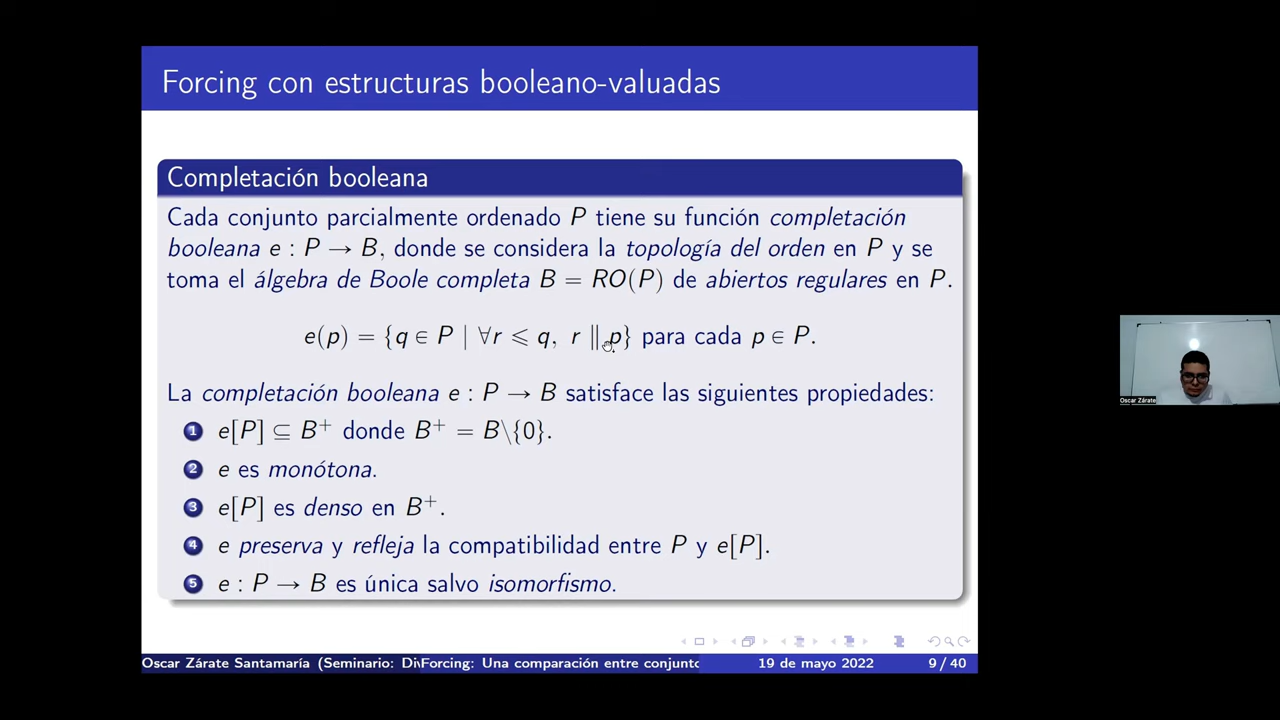 Forcing con estructuras booleano-valuadas
Completación booleana
Cada conjunto parcialmente ordenado P tiene su función completación
booleana e : P → B, donde se considera la topología del orden en P y se
toma el álgebra de Boole completa B = RO(P) de abiertos regulares en P.
e(p) = {q ∈ P | ∀r ⩽ q, r ∥ p} para cada p ∈ P.
La completación booleana e : P → B satisface las siguientes propiedades:
1 e[P] ⊆ B⁺ donde B⁺ = B\{0}.
2 e es monótona.
3 e[P] es denso en B⁺.
4 e preserva y refleja la compatibilidad entre P y e[P].
5 e : P → B es única salvo isomorfismo.
Oscar Zárate
Oscar Zárate Santamaría (Seminario: Di Forcing: Una comparación entre conjunto 19 de mayo 2022 9 / 40